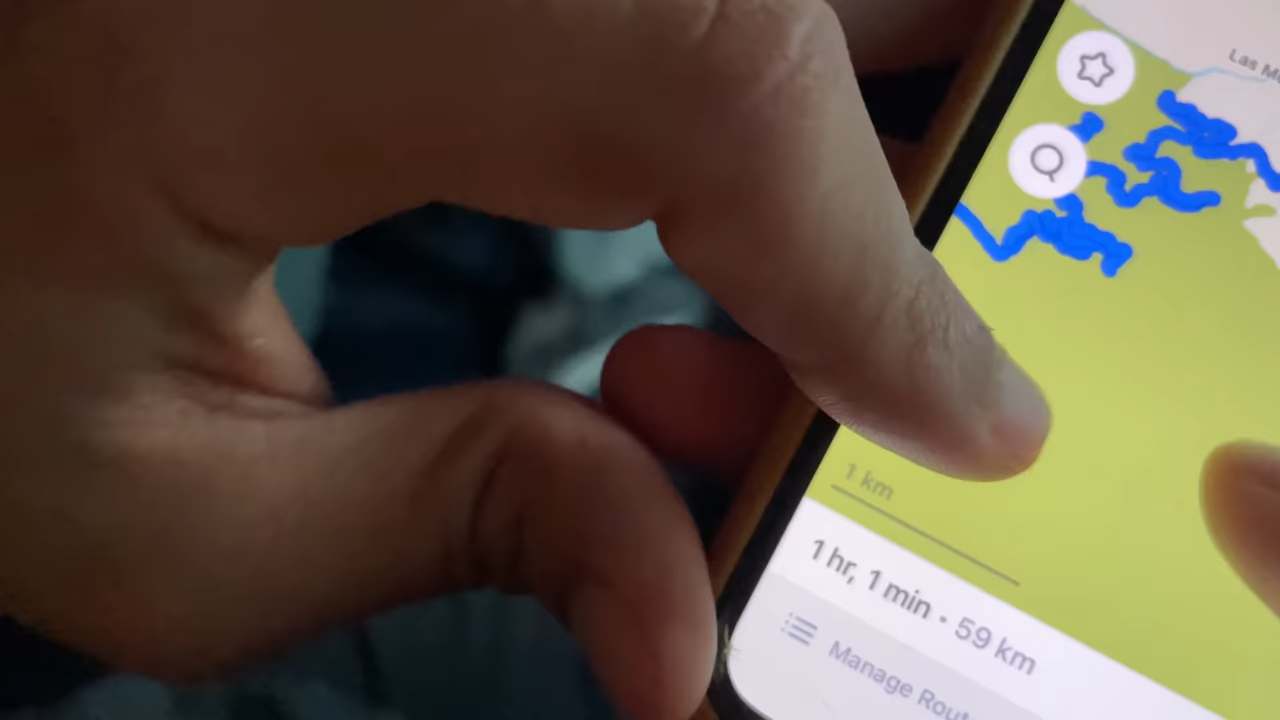 Las M
1 km
1 hr, 1 min • 59 km
Manage Rout